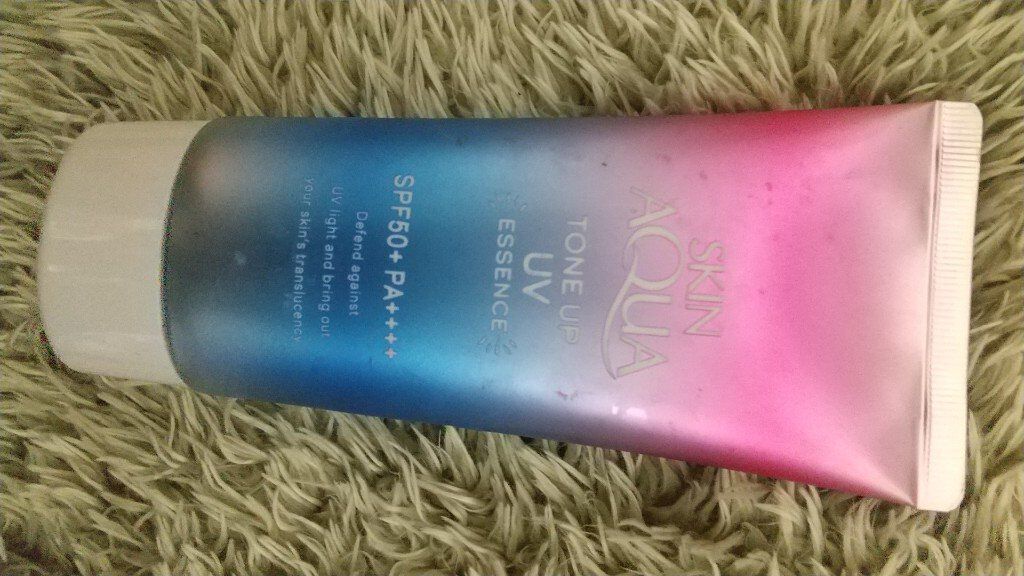 SKIN
AQUA
TONE UP
UV
ESSENCE
SPF50+ PA++++
Defend against
UV light and bring out
your skin's translucency